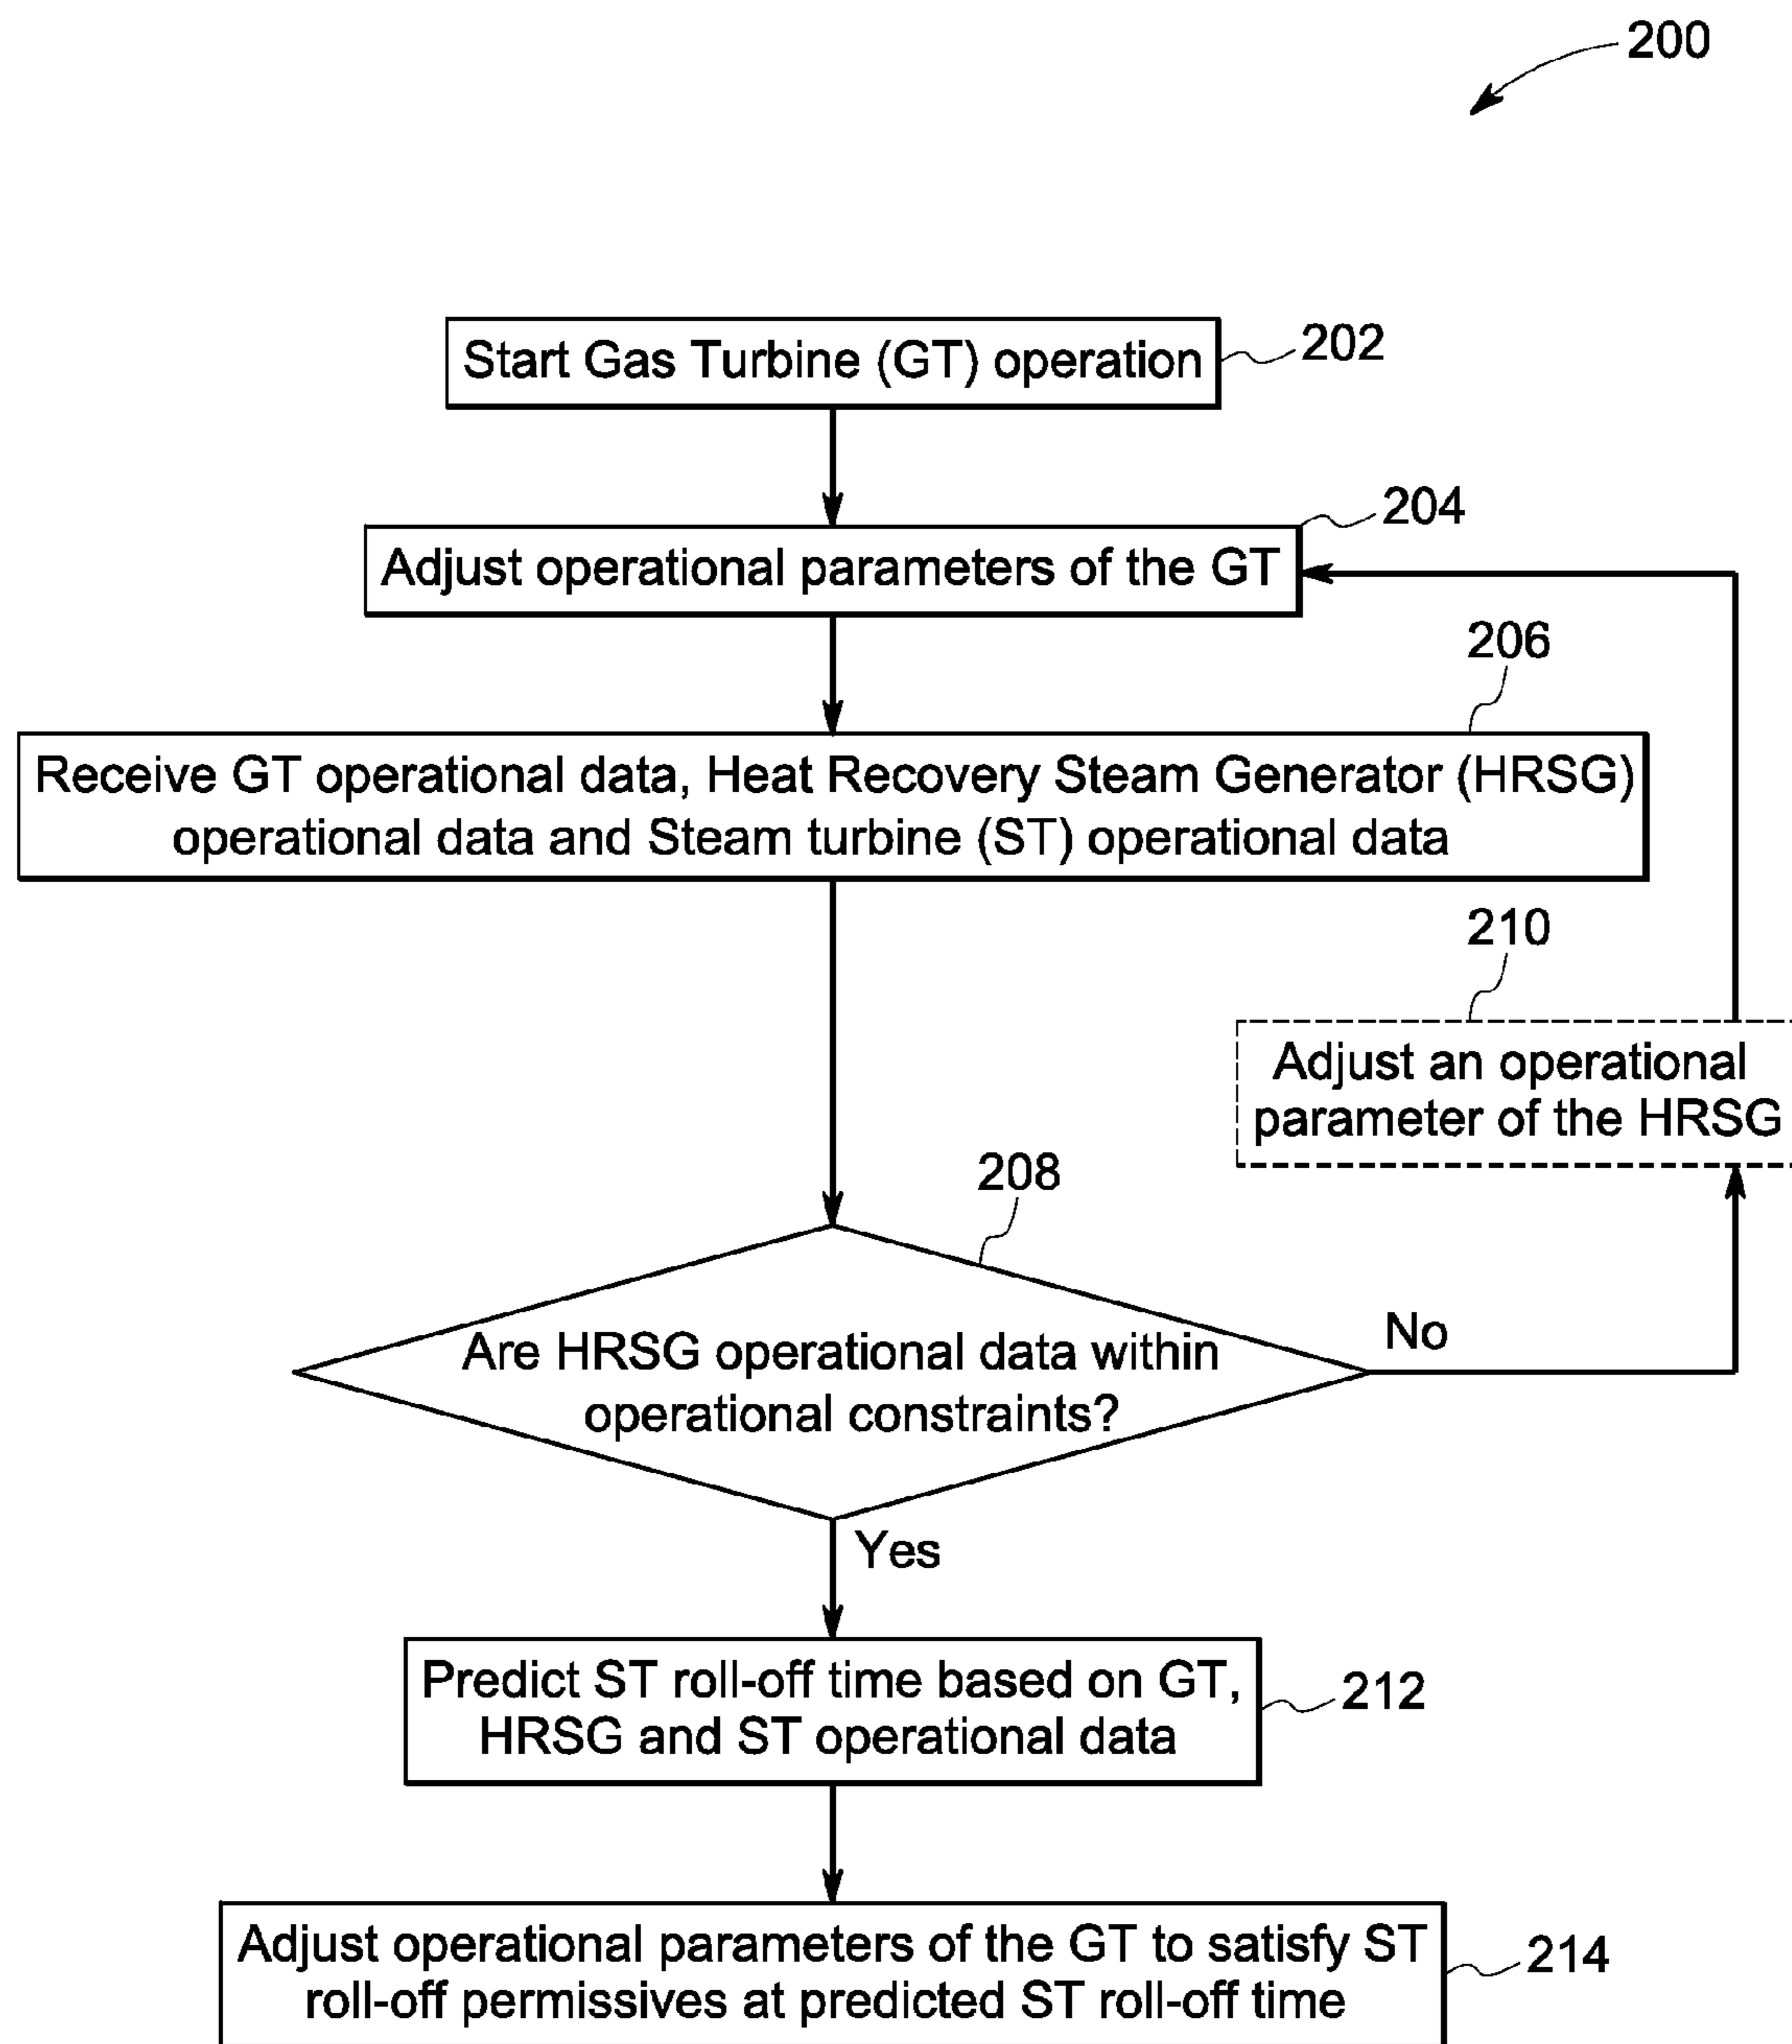 200
Start Gas Turbine (GT) operation
202
204
Adjust operational parameters of the GT
206
Receive GT operational data, Heat Recovery Steam Generator (HRSG)
operational data and Steam turbine (ST) operational data
210
Adjust an operational
parameter of the HRSG
208
Are HRSG operational data within
operational constraints?
No
Yes
Predict ST roll-off time based on GT,
HRSG and ST operational data
212
Adjust operational parameters of the GT to satisfy ST
roll-off permissives at predicted ST roll-off time
214